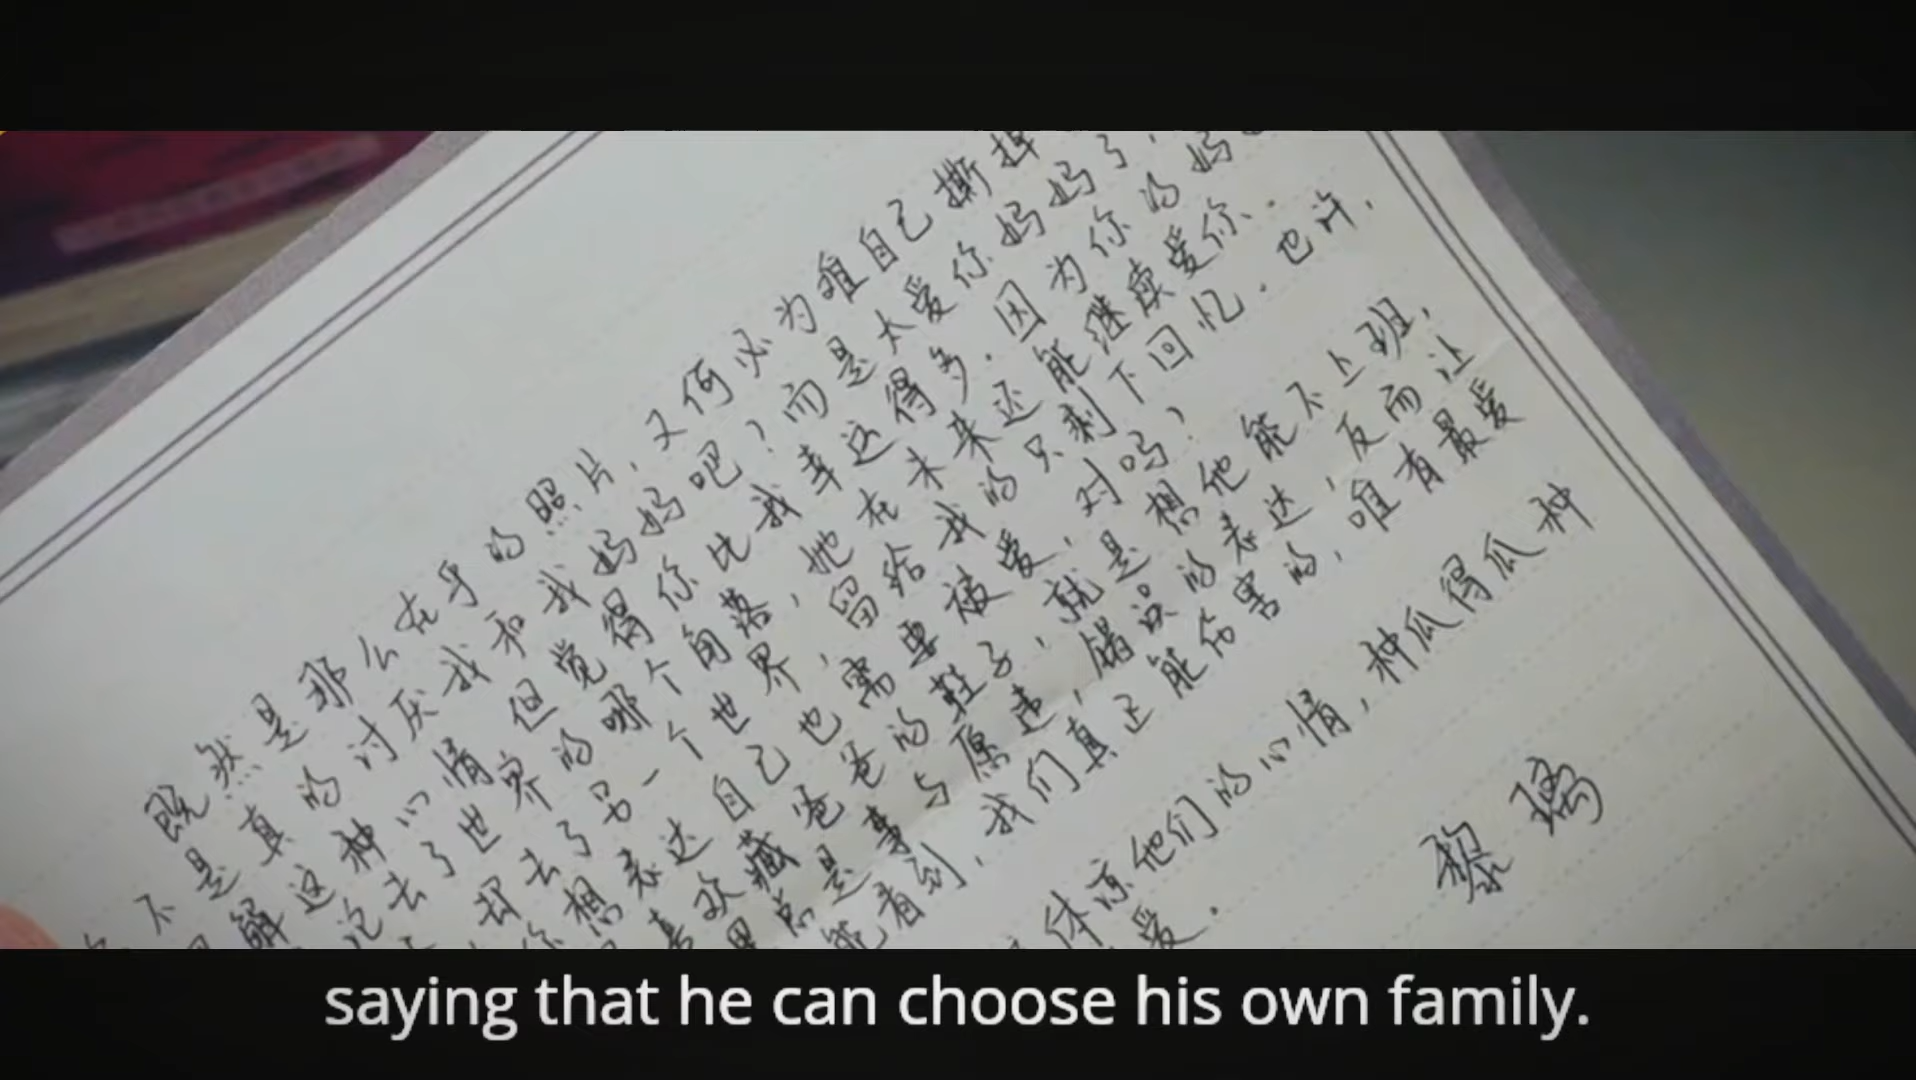 既然是那么在乎的照片,又何必为难自己撕掉
不是真的讨厌我和我妈妈吧?而是太爱你妈妈了,
解这种心情 但觉得你比我幸运得多.因为你的妈
论去了世界的哪个角落,她在未来还能继续爱你.
却去了另一个世界,留给我的只剩下回忆.也许,
你想表达自己也需要被爱,对吗?
喜欢藏爸爸的鞋子,就是想他能不上班,
果总是事与愿违,错误的表达,反而让
能看到,我们真正能伤害的,唯有最爱
体谅他们的心情,种瓜得瓜种
爱.
黎璃
saying that he can choose his own family.